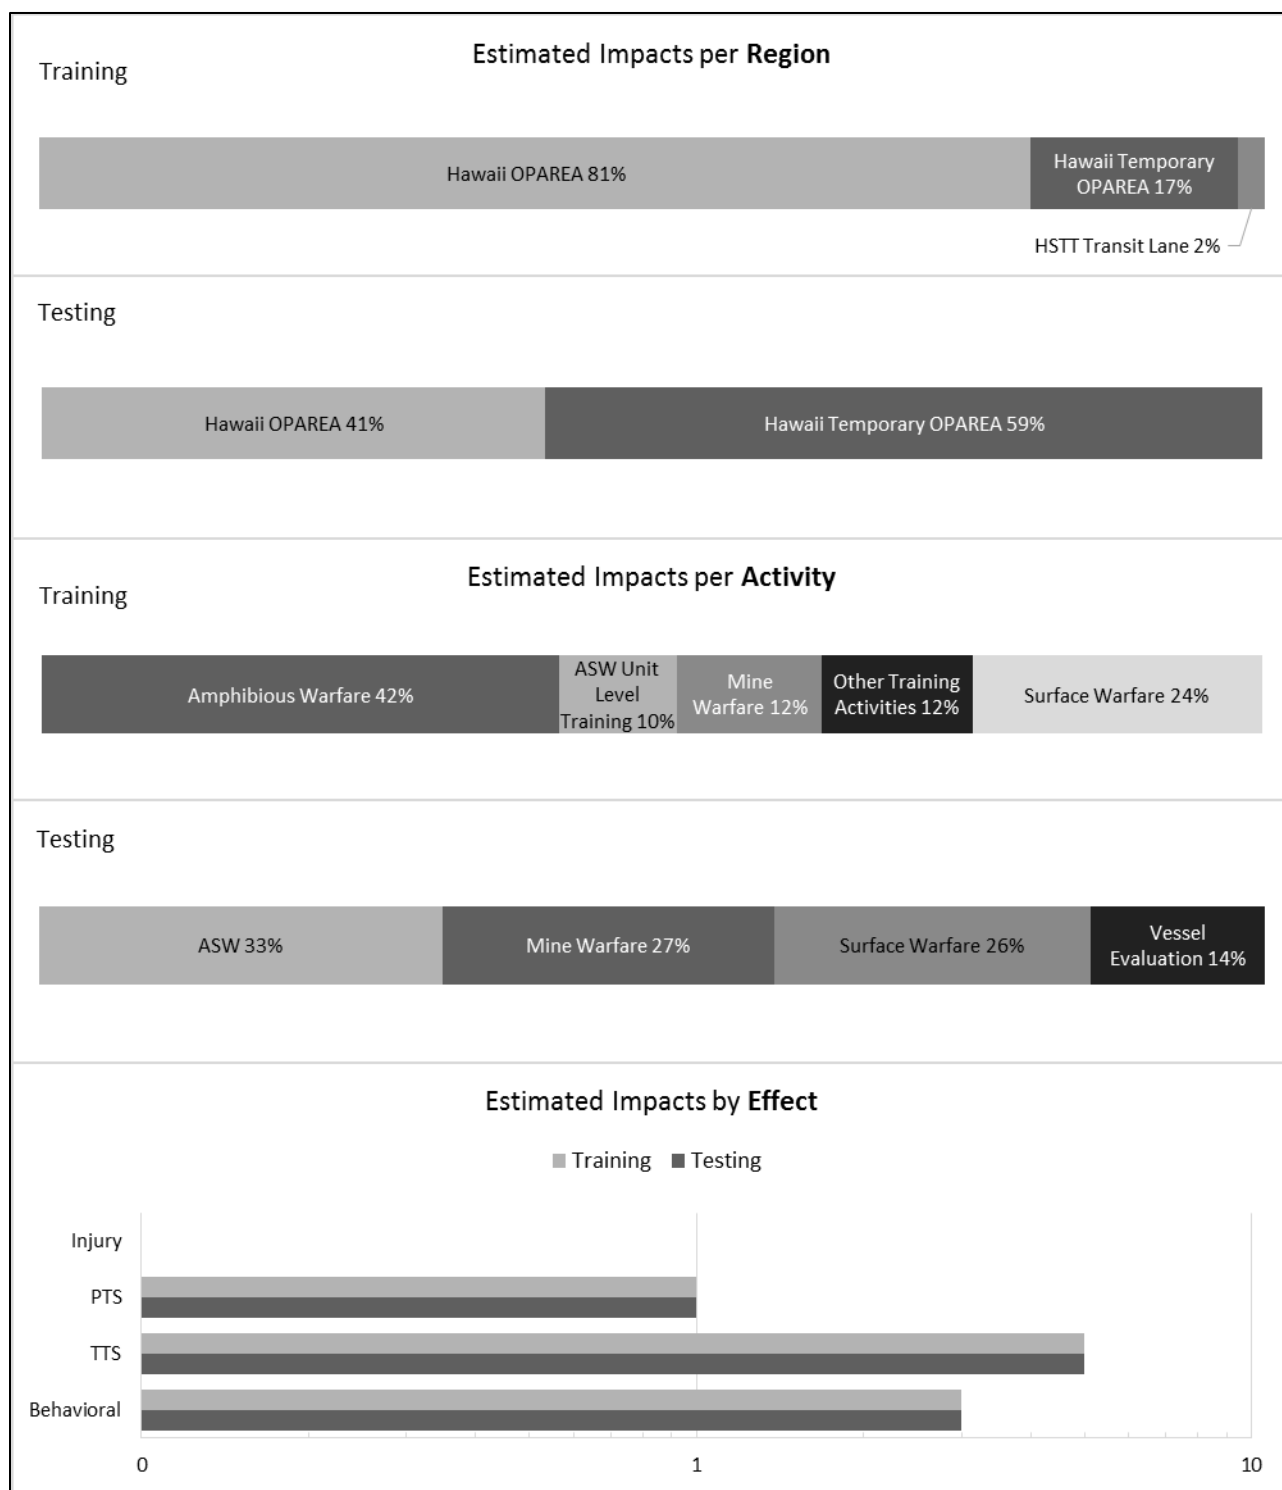 Estimated Impacts per Region
Training
Hawaii OPAREA 81%
Hawaii Temporary
OPAREA 17%
HSTT Transit Lane 2%
Testing
Hawaii OPAREA 41%
Hawaii Temporary OPAREA 59%
Estimated Impacts per Activity
Training
Amphibious Warfare 42%
ASW Unit
Level
Training 10%
Mine
Warfare 12%
Other Training
Activities 12%
Surface Warfare 24%
Testing
ASW 33%
Mine Warfare 27%
Surface Warfare 26%
Vessel
Evaluation 14%
Estimated Impacts by Effect
Training Testing
Injury
PTS
TTS
Behavioral
0 1 10